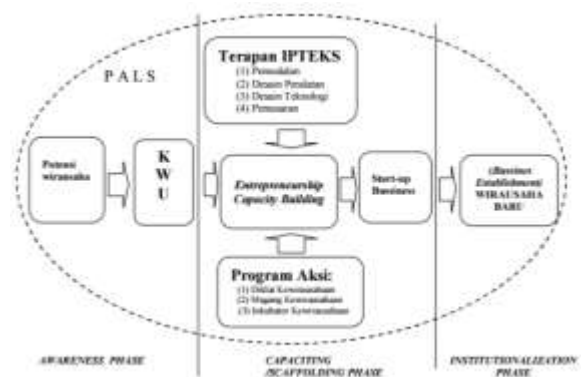 PALS
Terapan IPTEKS
(1) Permodalan
(2) Desain Peralatan
(3) Desain Teknologi
(4) Pemasaran
Potensi
wirausaha
K
W
U
Entrepreneurship
Capacity Building
Start-up
Bussiness
(Bussines
Establishment)
WIRAUSAHA
BARU
Program Aksi:
(1) Diklat Kewirausahaan
(2) Magang Kewirausahaan
(3) Inkubator Kewirausahaan
AWARENESS PHASE
CAPACITING
/SCAFFOLDING PHASE
INSTITUTIONALIZATION
PHASE